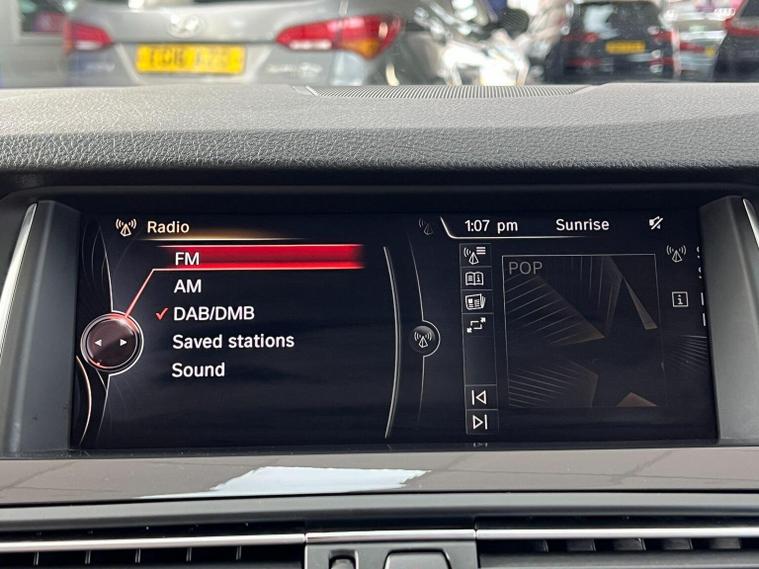 Radio
1:07 pm
Sunrise
FM
AM
DAB/DMB
Saved stations
Sound
POP